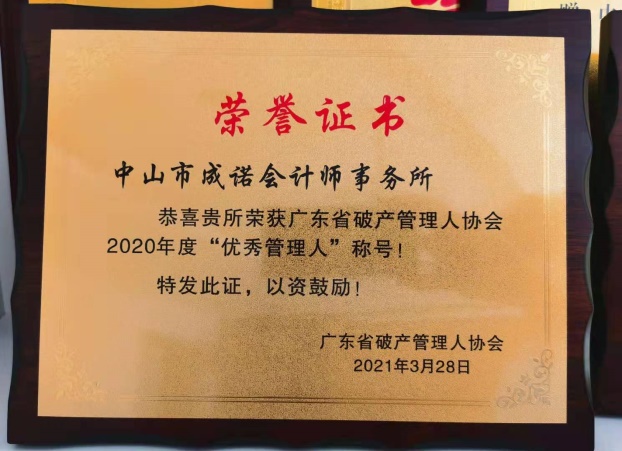 荣誉证书
中山市成诺会计师事务所
恭喜贵所荣获广东省破产管理人协会
2020年度“优秀管理人”称号！
特发此证，以资鼓励！
广东省破产管理人协会
2021年3月28日